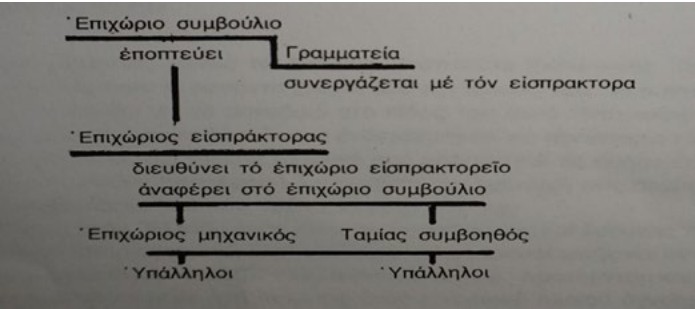 Ἐπιχώριο συμβούλιο
ἐποπτεύει Γραμματεία
συνεργάζεται μέ τόν εἰσπρακτορα
Ἐπιχώριος εἰσπράκτορας
διευθύνει τό ἐπιχώριο εἰσπρακτορεῖο
ἀναφέρει στό ἐπιχώριο συμβούλιο
Ἐπιχώριος μηχανικός Ταμίας συμβοηθός
Ὑπάλληλοι Ὑπάλληλοι